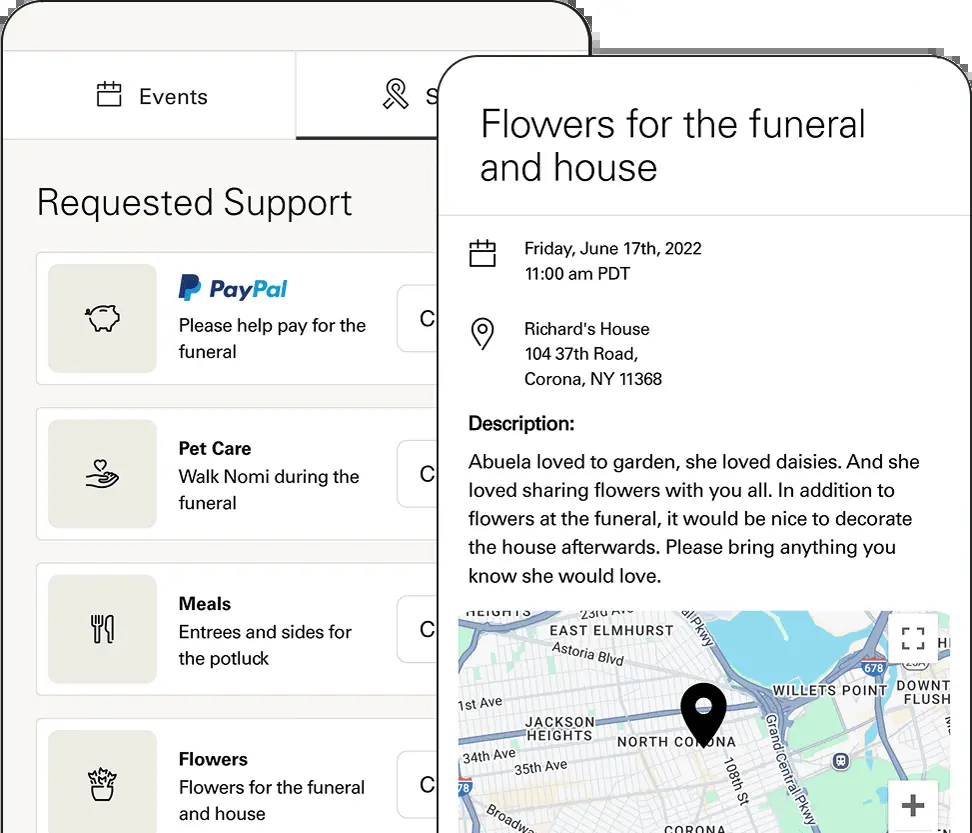 Events
S
Requested Support
PayPal
Please help pay for the
funeral
C
Pet Care
Walk Nomi during the
funeral
C
Meals
Entrees and sides for
the potluck
C
Flowers
Flowers for the funeral
and house
C
Flowers for the funeral
and house
Friday, June 17th, 2022
11:00 am PDT
Richard's House
104 37th Road,
Corona, NY 11368
Description:
Abuela loved to garden, she loved daisies. And she
loved sharing flowers with you all. In addition to
flowers at the funeral, it would be nice to decorate
the house afterwards. Please bring anything you
know she would love.
HEIGHTS
23rd Ave
EAST ELMHURST
Astoria Blvd
678
WILLETS POINT
DOWNT
FLUSH
1st Ave
JACKSON
HEIGHTS
NORTH CORONA
Grand Central Pkwy
34th Ave
35th Ave
108th St
78
Broadway
CORONA